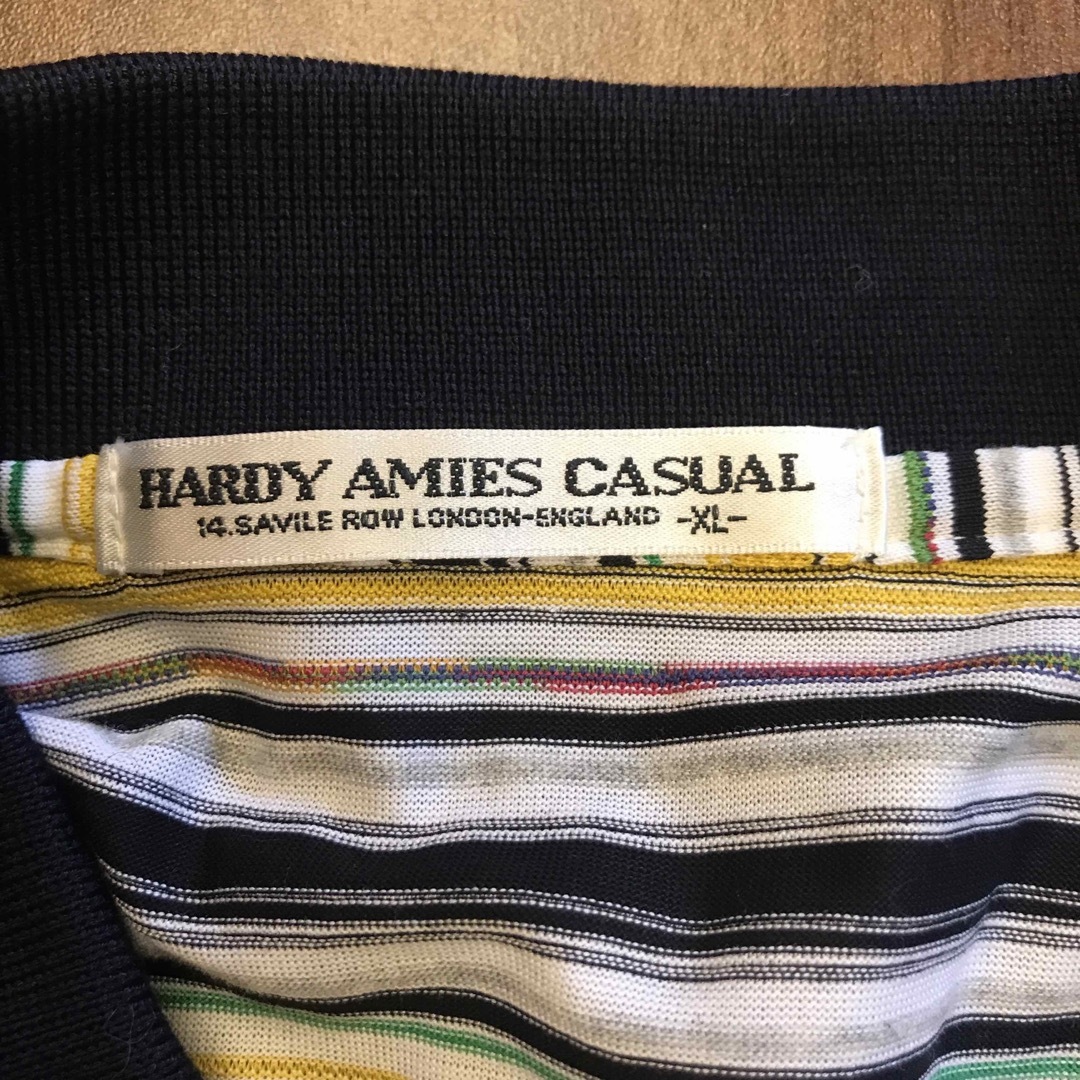 HARDY AMIES CASUAL
14.SAVILE ROW LONDON-ENGLAND -XL-